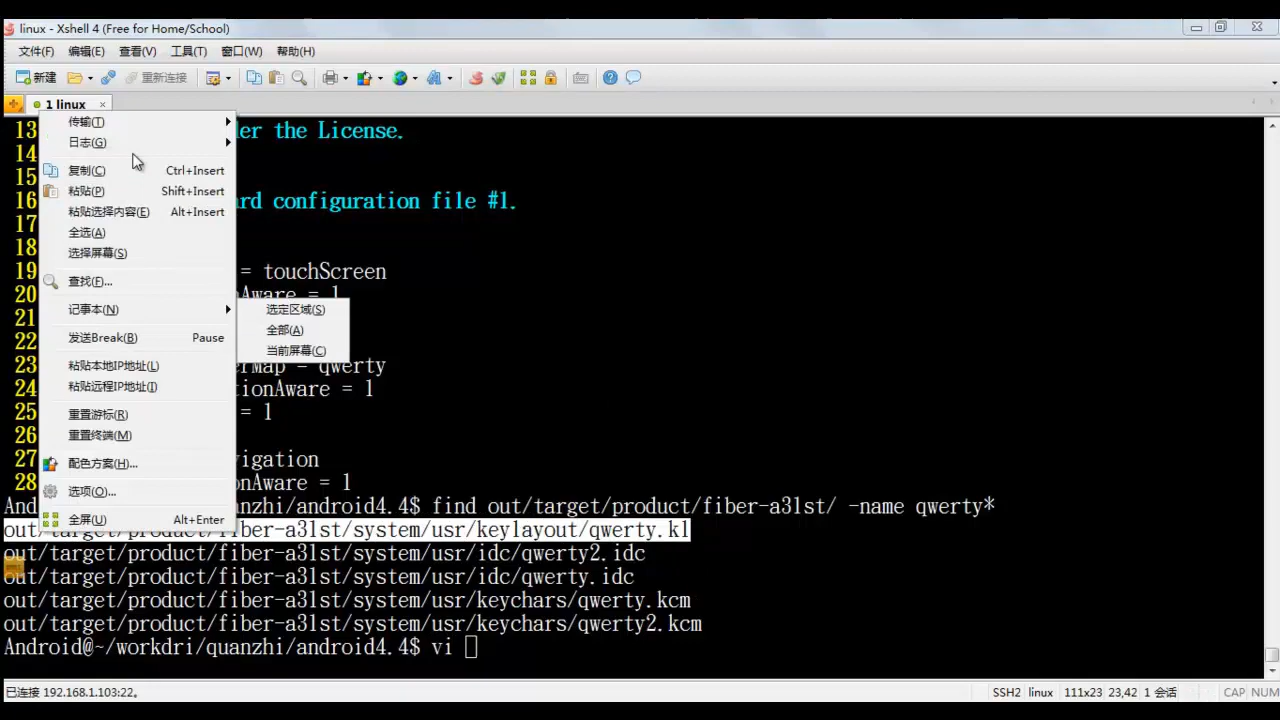 linux - Xshell 4 (Free for Home/School)
文件(F) 编辑(E) 查看(V) 工具(T) 窗口(W) 帮助(H)
新建 重新连接
1 linux ×
传输(T)
日志(G)
复制(C) Ctrl+Insert
粘贴(P) Shift+Insert
粘贴选择内容(E) Alt+Insert
全选(A)
选择屏幕(S)
查找(F)...
记事本(N)
发送Break(B) Pause
粘贴本地IP地址(L)
粘贴远程IP地址(I)
重置游标(R)
重置终端(M)
配色方案(H)...
选项(O)...
全屏(U) Alt+Enter
选定区域(S)
全部(A)
当前屏幕(C)
13 der the License.
14
15
16 rd configuration file #1.
17
18
19 = touchScreen
20 nAware = 1
21
22
23 erMap = qwerty
24 tionAware = 1
25 = 1
26
27 vigation
28 onAware = 1
And quanzhi/android4.4$ find out/target/product/fiber-a31st/ -name qwerty*
out/target/product/fiber-a31st/system/usr/keylayout/qwerty.kl
out/target/product/fiber-a31st/system/usr/idc/qwerty2.idc
out/target/product/fiber-a31st/system/usr/idc/qwerty.idc
out/target/product/fiber-a31st/system/usr/keychars/qwerty.kcm
out/target/product/fiber-a31st/system/usr/keychars/qwerty2.kcm
Android@~/workdri/quanzhi/android4.4$ vi
已连接 192.168.1.103:22。 SSH2 linux 111x23 23,42 1 会话 CAP NUM